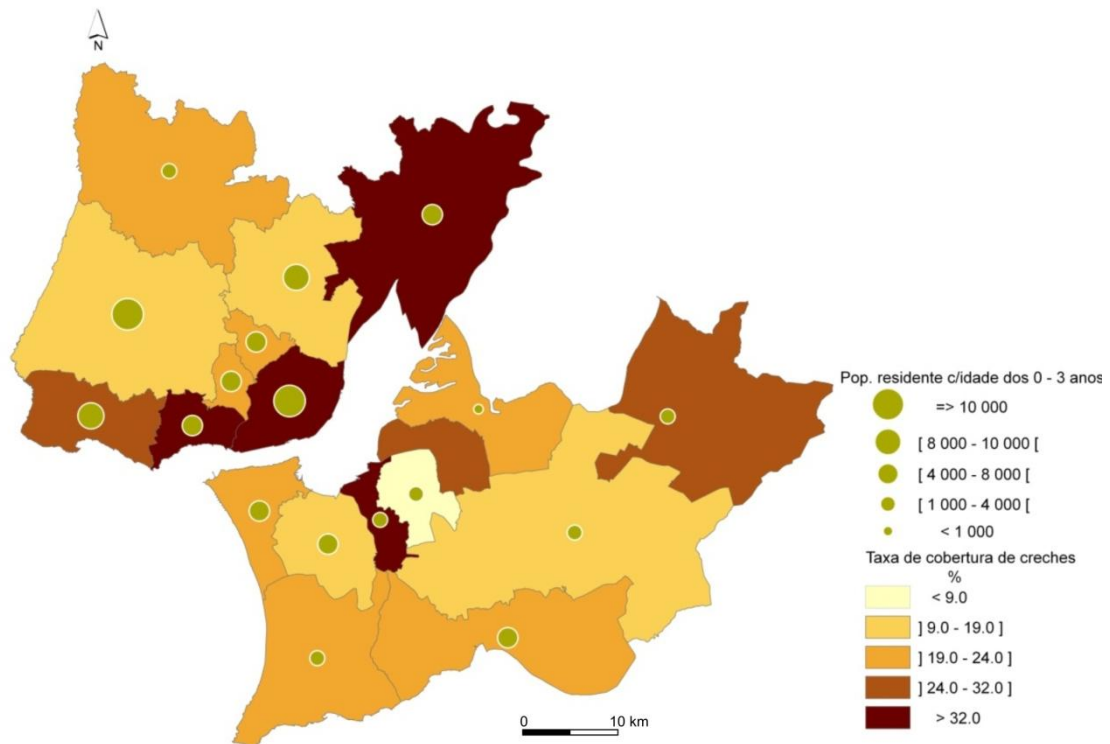 N
Pop. residente c/idade dos 0 - 3 anos
=> 10 000
[ 8 000 - 10 000 [
[ 4 000 - 8 000 [
[ 1 000 - 4 000 [
< 1 000
Taxa de cobertura de creches
%
< 9.0
] 9.0 - 19.0 ]
] 19.0 - 24.0 ]
] 24.0 - 32.0 ]
> 32.0
0 10 km